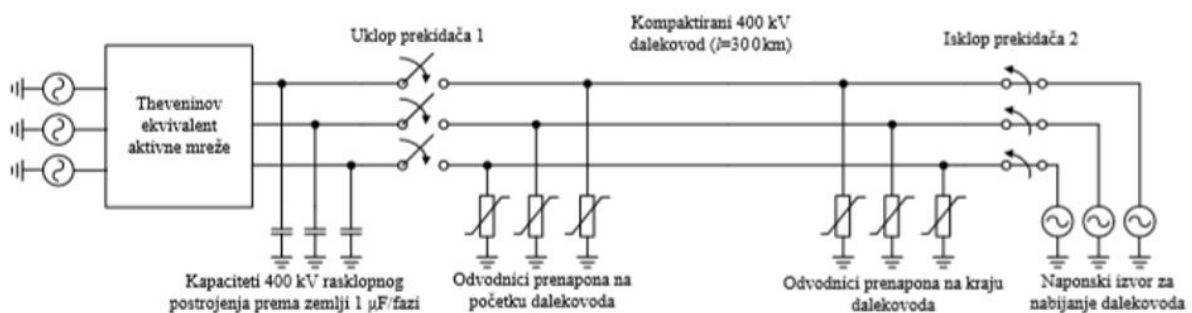 Kompaktirani 400 kV
dalekovod (l=300km)
Uklop prekidača 1
Isklop prekidača 2
Theveninov
ekvivalent
aktivne mreže
Kapaciteti 400 kV rasklopnog
postrojenja prema zemlji 1 μF/fazi
Odvodnici prenapona na
početku dalekovoda
Odvodnici prenapona na kraju
dalekovoda
Naponski izvor za
nabijanje dalekovoda